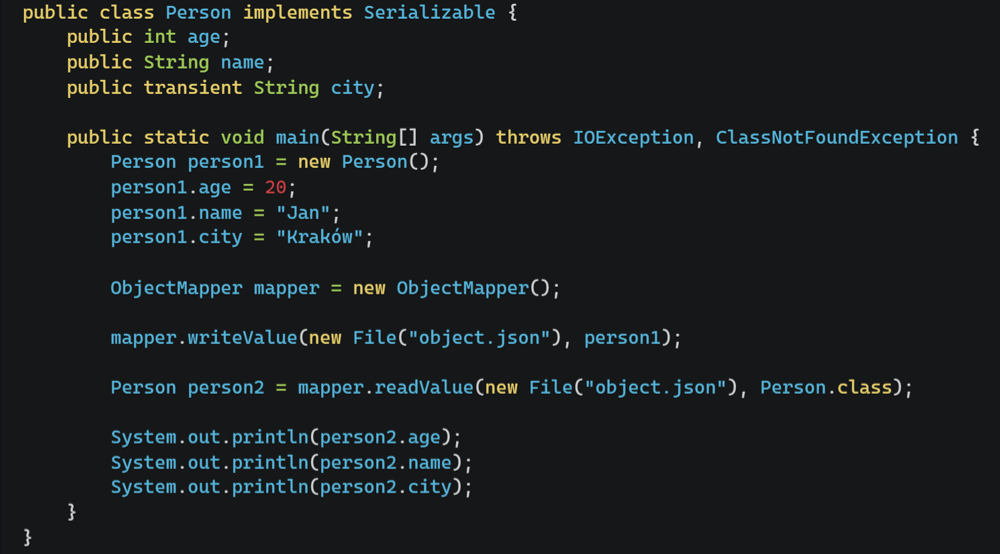 public class Person implements Serializable {
    public int age;
    public String name;
    public transient String city;

    public static void main(String[] args) throws IOException, ClassNotFoundException {
        Person person1 = new Person();
        person1.age = 20;
        person1.name = "Jan";
        person1.city = "Kraków";

        ObjectMapper mapper = new ObjectMapper();

        mapper.writeValue(new File("object.json"), person1);

        Person person2 = mapper.readValue(new File("object.json"), Person.class);

        System.out.println(person2.age);
        System.out.println(person2.name);
        System.out.println(person2.city);
    }
}